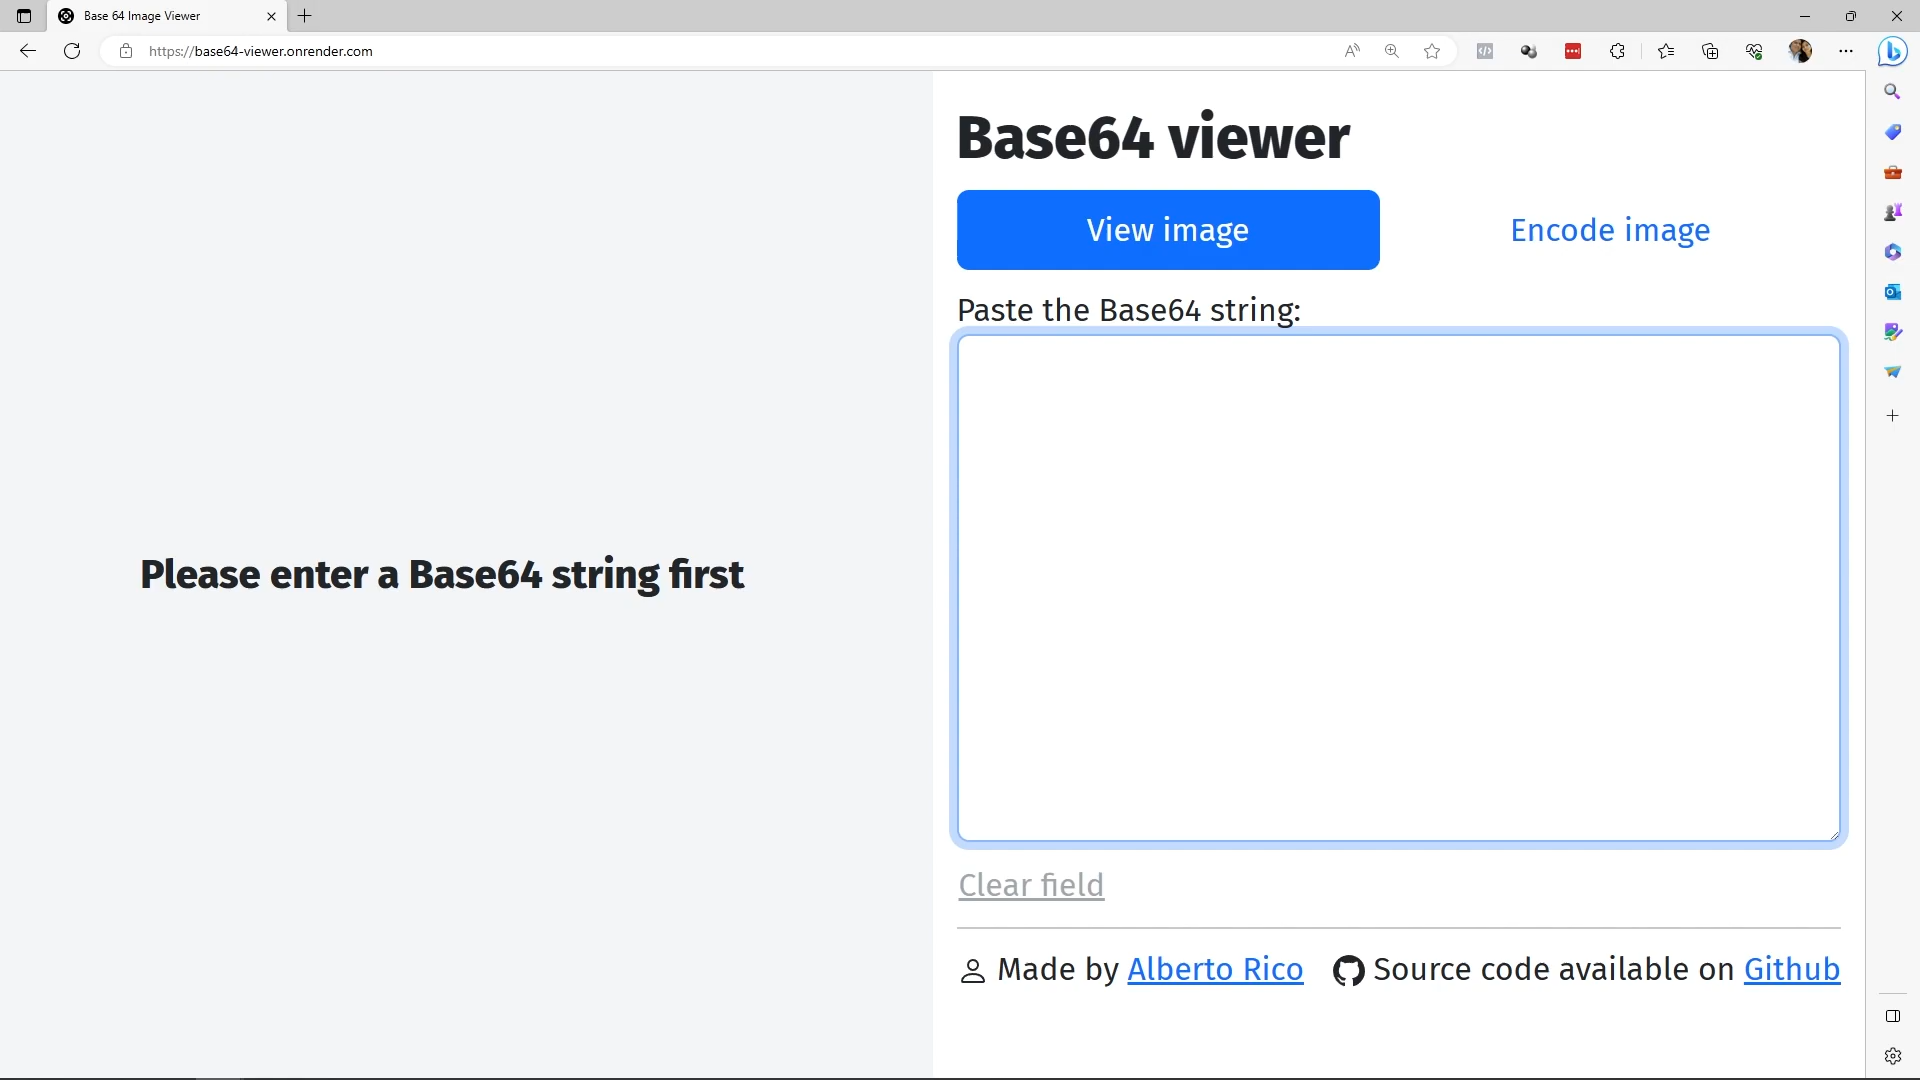 Base 64 Image Viewer
https://base64-viewer.onrender.com
Base64 viewer
View image
Encode image
Paste the Base64 string:
Please enter a Base64 string first
Clear field
Made by Alberto Rico
Source code available on Github